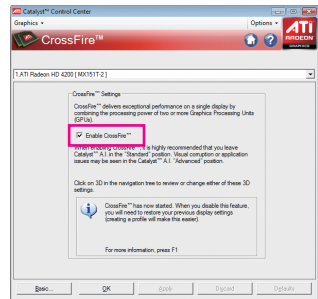 Catalyst™ Control Center
Graphics
Options
ATI
RADEON
GRAPHICS
CrossFire™
1.ATI Radeon HD 4200 [ MX151T-2 ]
CrossFire™ Settings
CrossFire™ delivers exceptional perfomance on a single display by
combining the processing power of two or more Graphics Processing Units
(GPUs).
Enable CrossFire™
When enabling CrossFire™ it is highly recommended that you leave
Catalyst™ A.I. in the "Standard" position. Visual corruption or application
issues may be seen in the Catalyst™ A.I. "Advanced" position.
Click on 3D in the navigation tree to review or change either of these 3D
settings.
CrossFire™ has now started. When you disable this feature,
you will need to restore your previous display settings
(creating a profile will make this easier).
For more information, press F1
Basic...
OK
Apply
Discard
Defaults